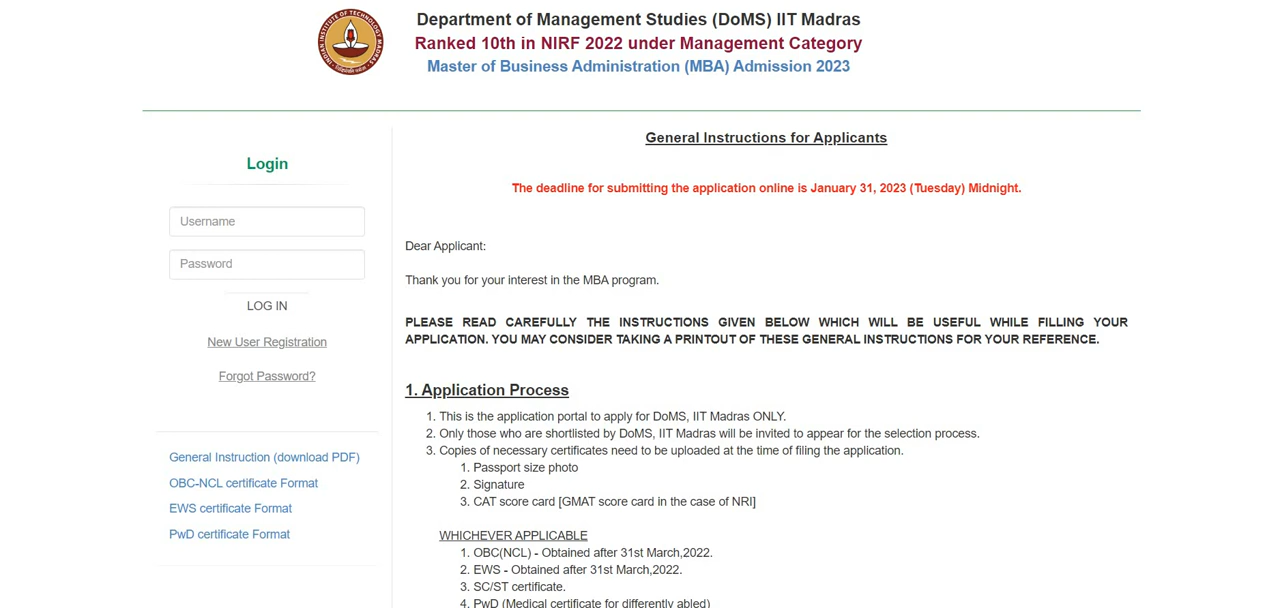 Department of Management Studies (DoMS) IIT Madras
Ranked 10th in NIRF 2022 under Management Category
Master of Business Administration (MBA) Admission 2023
Login
Username
Password
LOG IN
New User Registration
Forgot Password?
General Instruction (download PDF)
OBC-NCL certificate Format
EWS certificate Format
PwD certificate Format
General Instructions for Applicants
The deadline for submitting the application online is January 31, 2023 (Tuesday) Midnight.
Dear Applicant:
Thank you for your interest in the MBA program.
PLEASE READ CAREFULLY THE INSTRUCTIONS GIVEN BELOW WHICH WILL BE USEFUL WHILE FILLING YOUR
APPLICATION. YOU MAY CONSIDER TAKING A PRINTOUT OF THESE GENERAL INSTRUCTIONS FOR YOUR REFERENCE.
1. Application Process
1. This is the application portal to apply for DoMS, IIT Madras ONLY.
2. Only those who are shortlisted by DoMS, IIT Madras will be invited to appear for the selection process.
3. Copies of necessary certificates need to be uploaded at the time of filing the application.
1. Passport size photo
2. Signature
3. CAT score card [GMAT score card in the case of NRI]
WHICHEVER APPLICABLE
1. OBC(NCL) - Obtained after 31st March,2022.
2. EWS - Obtained after 31st March,2022.
3. SC/ST certificate.
4. PwD (Medical certificate for differently abled)